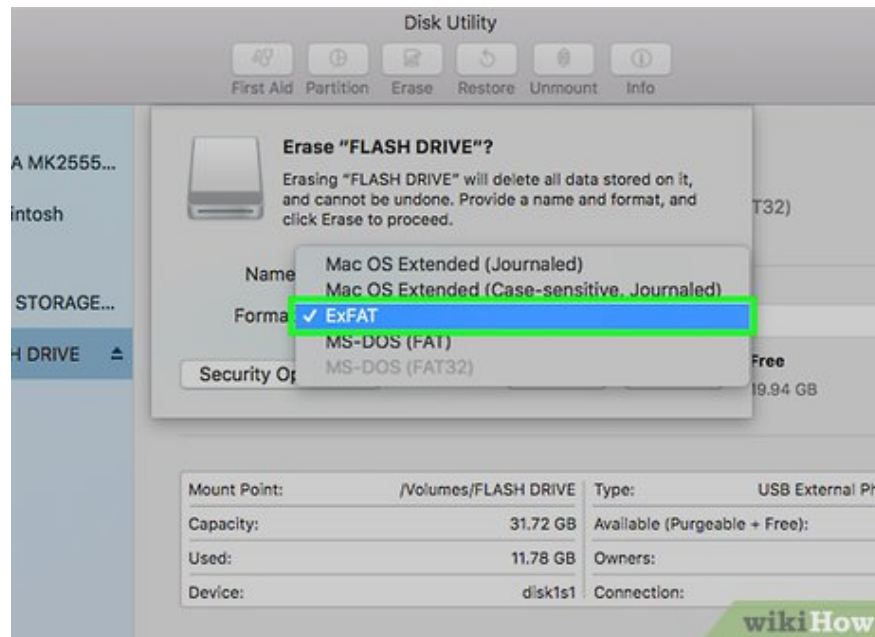 Disk Utility
First Aid Partition Erase Restore Unmount Info
A MK2555...
intosh
STORAGE...
H DRIVE
Erase "FLASH DRIVE"?
Erasing "FLASH DRIVE" will delete all data stored on it,
and cannot be undone. Provide a name and format, and
click Erase to proceed.
T32)
Name
Mac OS Extended (Journaled)
Mac OS Extended (Case-sensitive, Journaled)
Forma
✓ ExFAT
MS-DOS (FAT)
MS-DOS (FAT32)
Security Op
Free
19.94 GB
Mount Point: /Volumes/FLASH DRIVE Type: USB External Ph
Capacity: 31.72 GB Available (Purgeable + Free):
Used: 11.78 GB Owners:
Device: disk1s1 Connection:
wikiHow